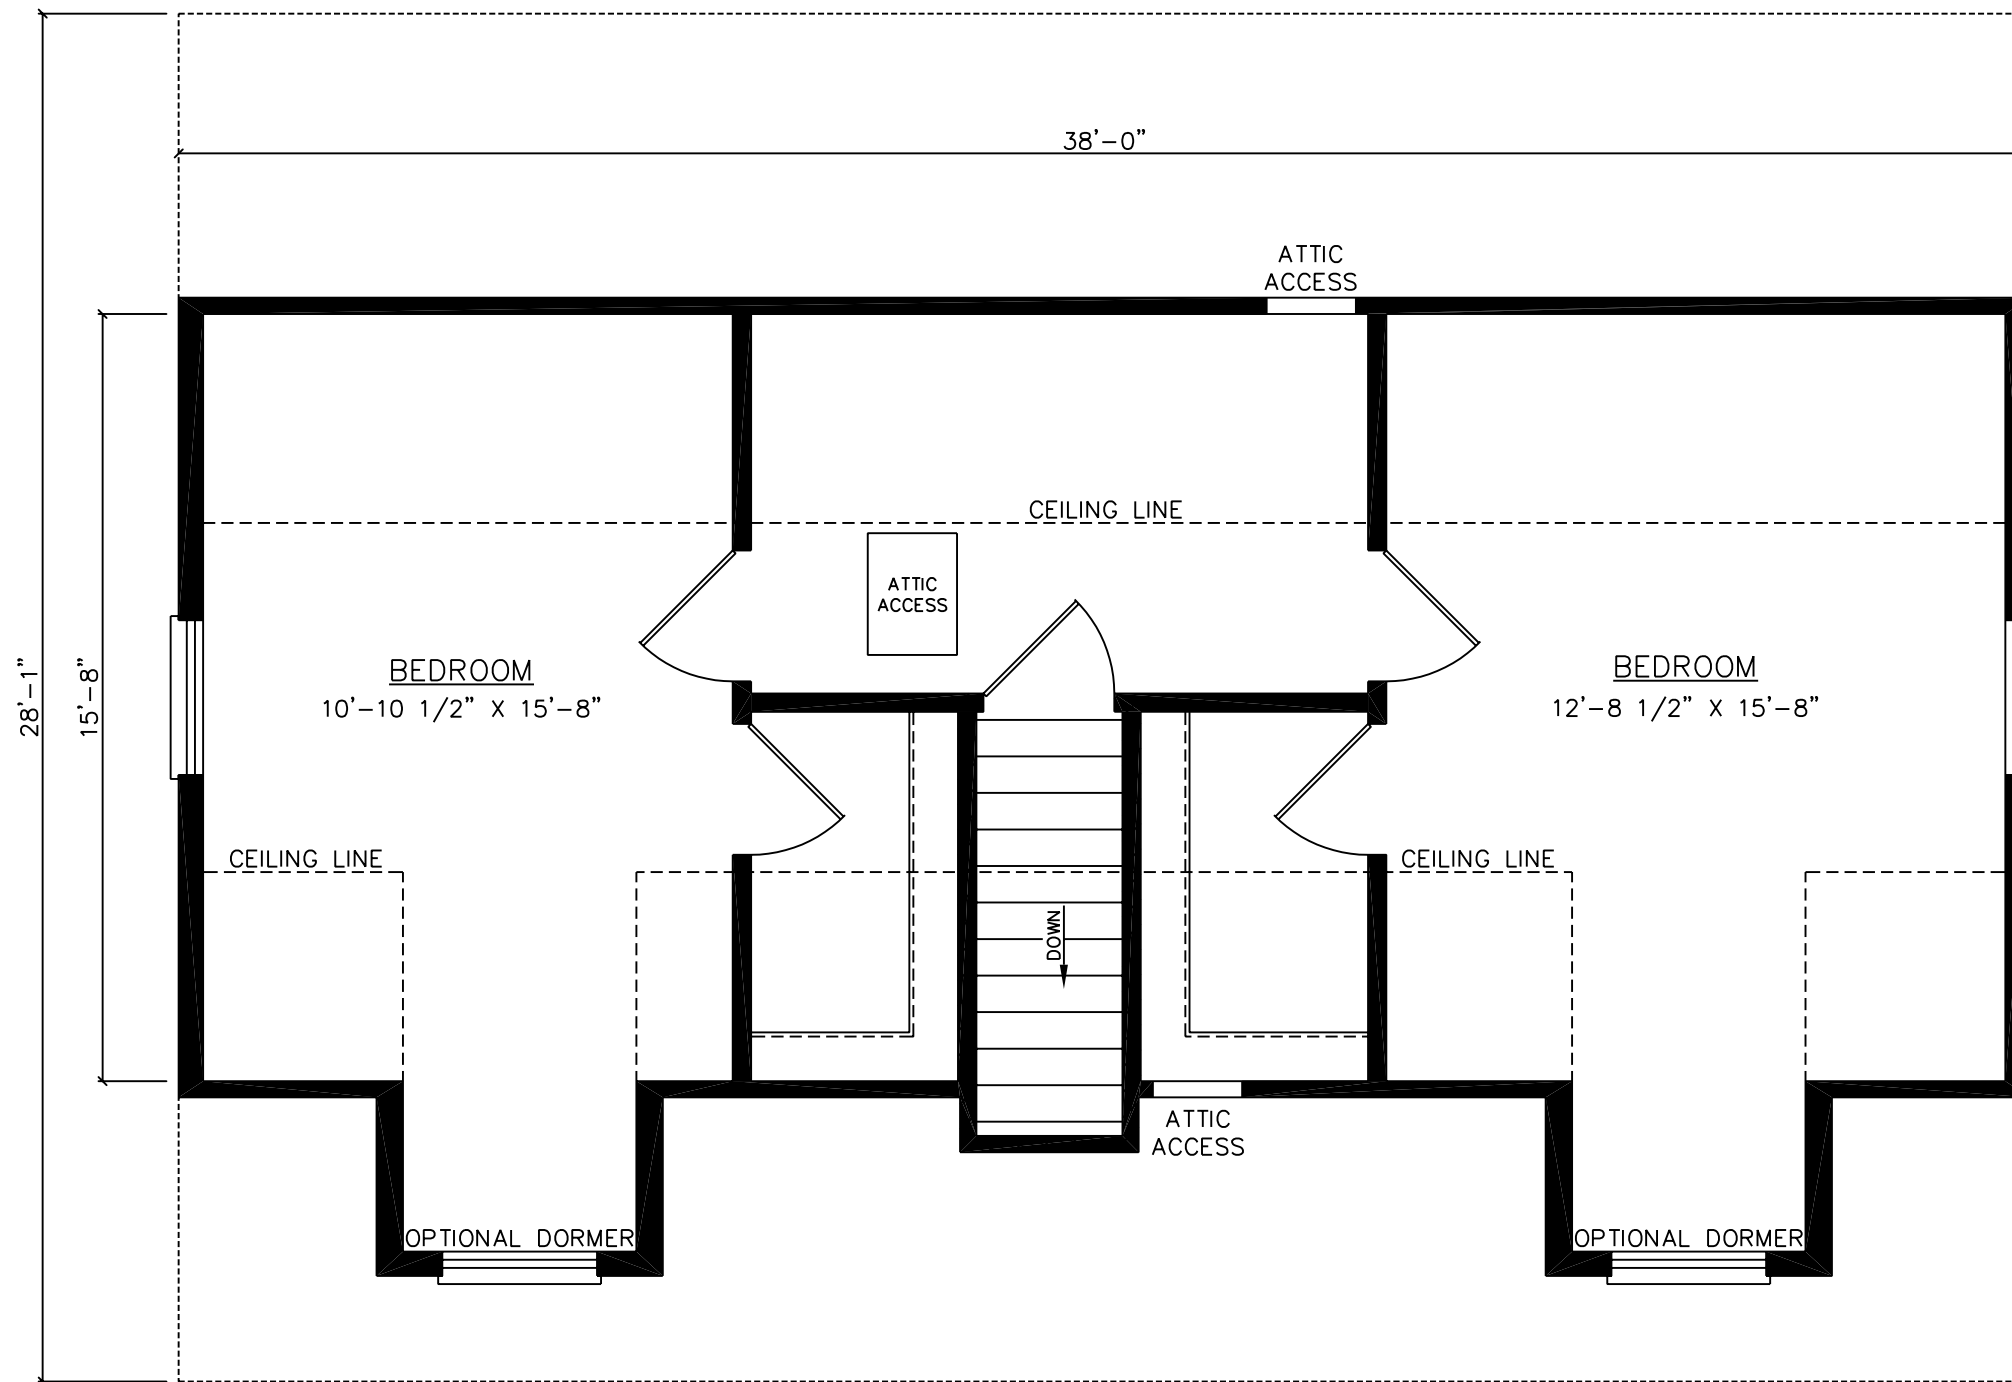 38'-0"
ATTIC
ACCESS
CEILING LINE
ATTIC
ACCESS
28'-1"
15'-8"
BEDROOM
10'-10 1/2" X 15'-8"
BEDROOM
12'-8 1/2" X 15'-8"
CEILING LINE
CEILING LINE
DOWN
ATTIC
ACCESS
OPTIONAL DORMER
OPTIONAL DORMER